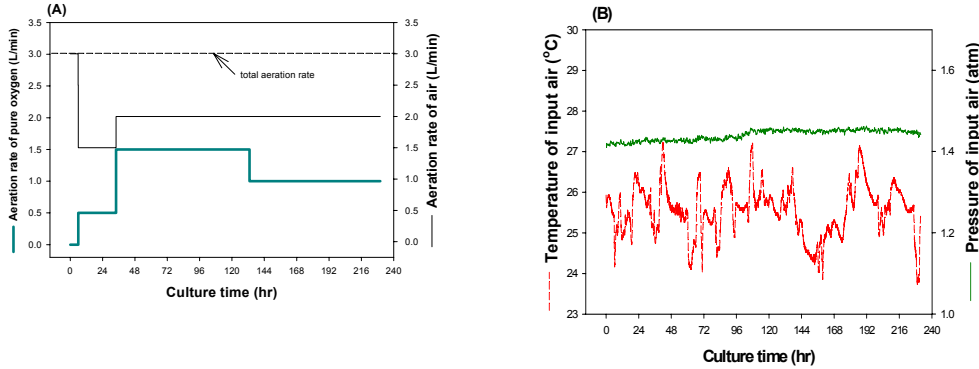 (A)
3.5
3.0
2.5
2.0
1.5
1.0
0.5
0.0
Aeration rate of pure oxygen (L/min)
total aeration rate
3.5
3.0
2.5
2.0
1.5
1.0
0.5
0.0
Aeration rate of air (L/min)
0 24 48 72 96 120 144 168 192 216 240
Culture time (hr)
(B)
30
29
28
27
26
25
24
23
Temperature of input air (°C)
1.6
1.4
1.2
1.0
Pressure of input air (atm)
0 24 48 72 96 120 144 168 192 216 240
Culture time (hr)